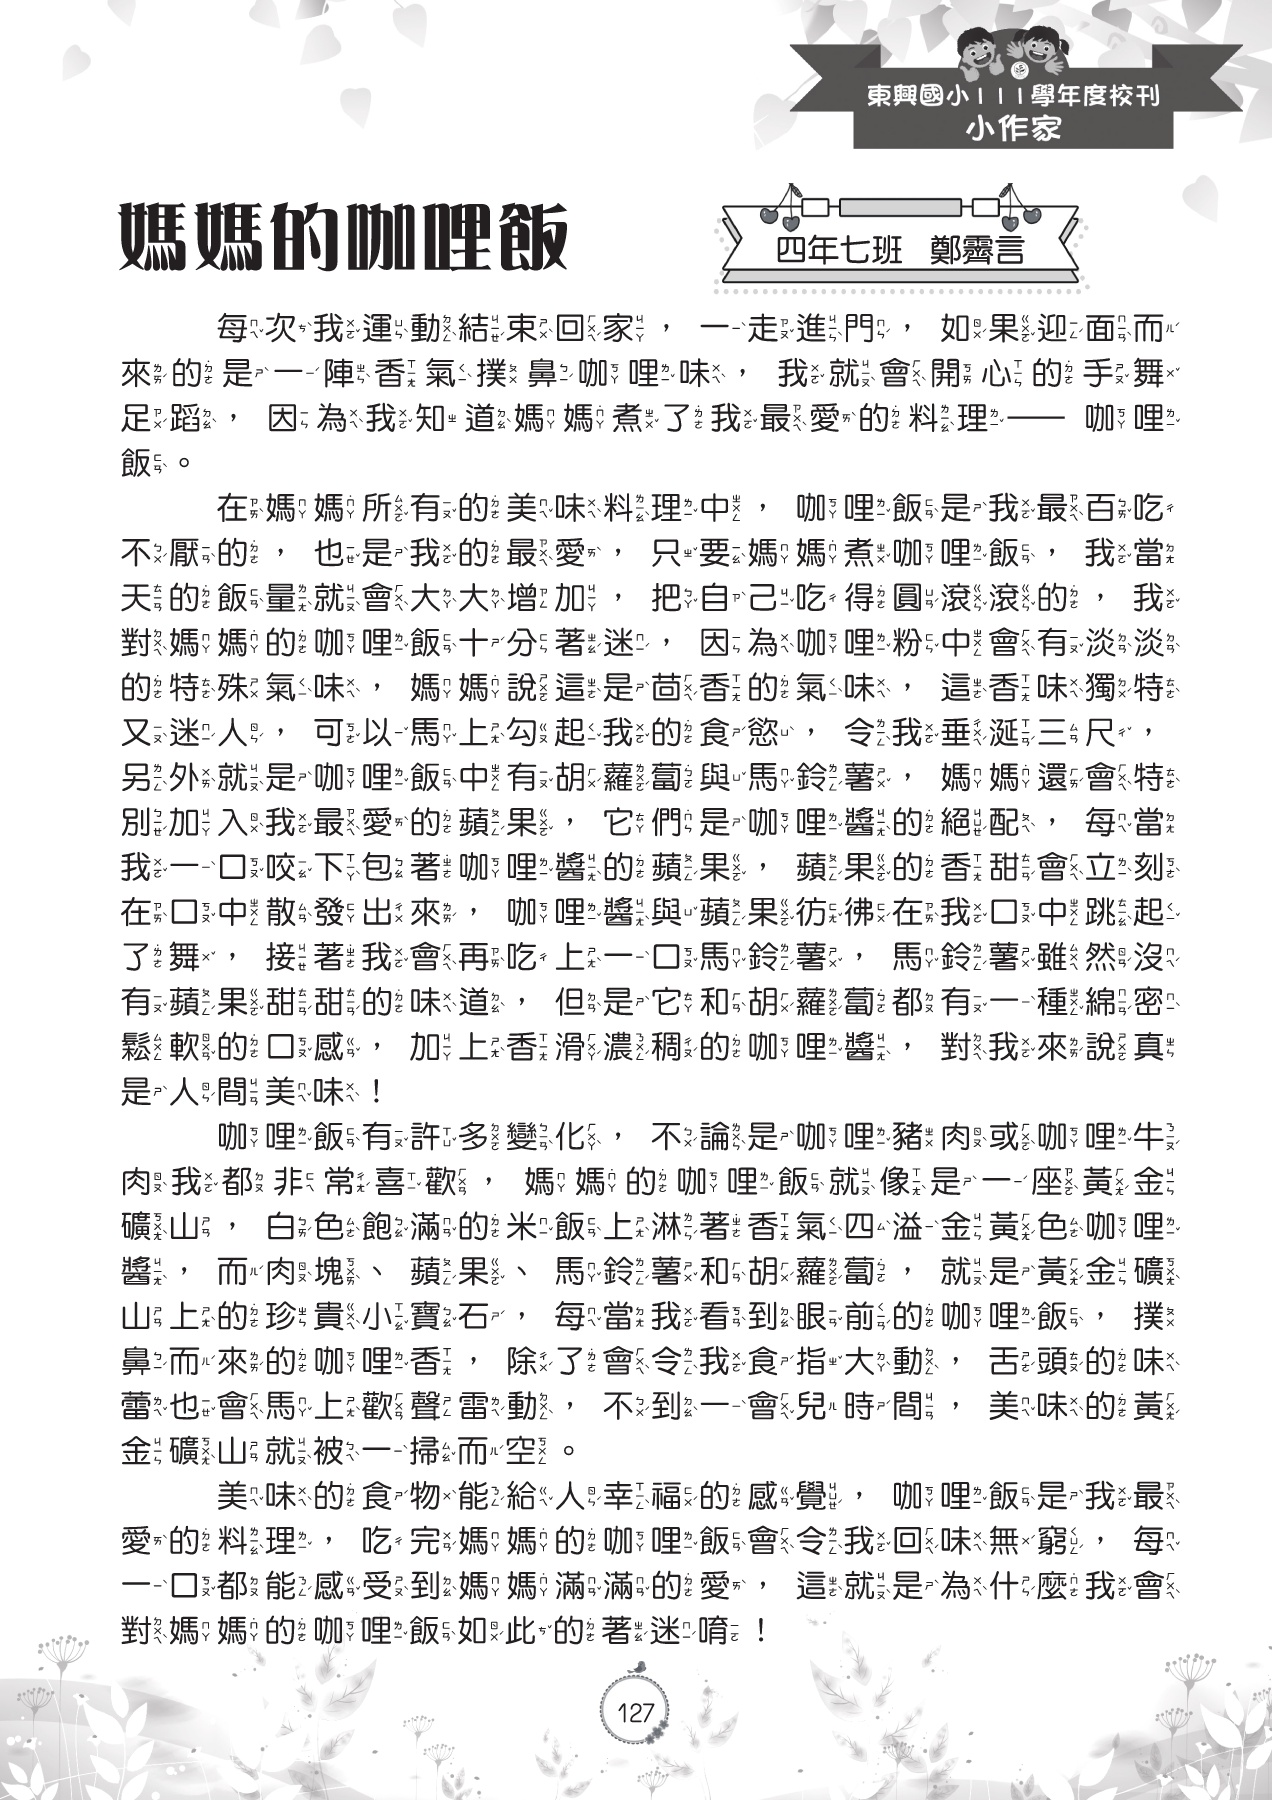 東興國小111學年度校刊
小作家
媽媽的咖哩飯
四年七班 鄭霽言
每次我運動結束回家，一走進門，如果迎面而
來的是一陣香氣撲鼻咖哩味，我就會開心的手舞
足蹈，因為我知道媽媽煮了我最愛的料理——咖哩
飯。
在媽媽所有的美味料理中，咖哩飯是我最百吃
不厭的，也是我的最愛，只要媽媽煮咖哩飯，我當
天的飯量就會大大增加，把自己吃得圓滾滾的，我
對媽媽的咖哩飯十分著迷，因為咖哩粉中會有淡淡
的特殊氣味，媽媽說這是茴香的氣味，這香味獨特
又迷人，可以馬上勾起我的食慾，令我垂涎三尺，
另外就是咖哩飯中有胡蘿蔔與馬鈴薯，媽媽還會特
別加入我最愛的蘋果，它們是咖哩醬的絕配，每當
我一口咬下包著咖哩醬的蘋果，蘋果的香甜會立刻
在口中散發出來，咖哩醬與蘋果彷彿在我口中跳起
了舞，接著我會再吃上一口馬鈴薯，馬鈴薯雖然沒
有蘋果甜甜的味道，但是它和胡蘿蔔都有一種綿密
鬆軟的口感，加上香滑濃稠的咖哩醬，對我來說真
是人間美味！
咖哩飯有許多變化，不論是咖哩豬肉或咖哩牛
肉我都非常喜歡，媽媽的咖哩飯就像是一座黃金
礦山，白色飽滿的米飯上淋著香氣四溢金黃色咖哩
醬，而肉塊、蘋果、馬鈴薯和胡蘿蔔，就是黃金礦
山上的珍貴小寶石，每當我看到眼前的咖哩飯，撲
鼻而來的咖哩香，除了會令我食指大動，舌頭的味
蕾也會馬上歡聲雷動，不到一會兒時間，美味的黃
金礦山就被一掃而空。
美味的食物能給人幸福的感覺，咖哩飯是我最
愛的料理，吃完媽媽的咖哩飯會令我回味無窮，每
一口都能感受到媽媽滿滿的愛，這就是為什麼我會
對媽媽的咖哩飯如此的著迷唷！
127